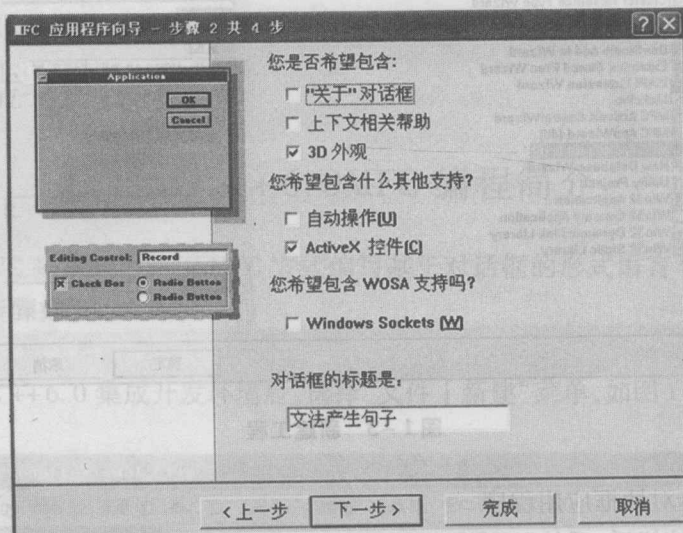 MFC 应用程序向导 - 步骤 2 共 4 步
Application
OK
Cancel
Editing Control: Record
Check Box
Radio Button
Radio Button
您是否希望包含:
"关于"对话框
上下文相关帮助
3D 外观
您希望包含什么其他支持?
自动操作(U)
ActiveX 控件(C)
您希望包含 WOSA 支持吗?
Windows Sockets (W)
对话框的标题是:
文法产生句子
<上一步
下一步>
完成
取消